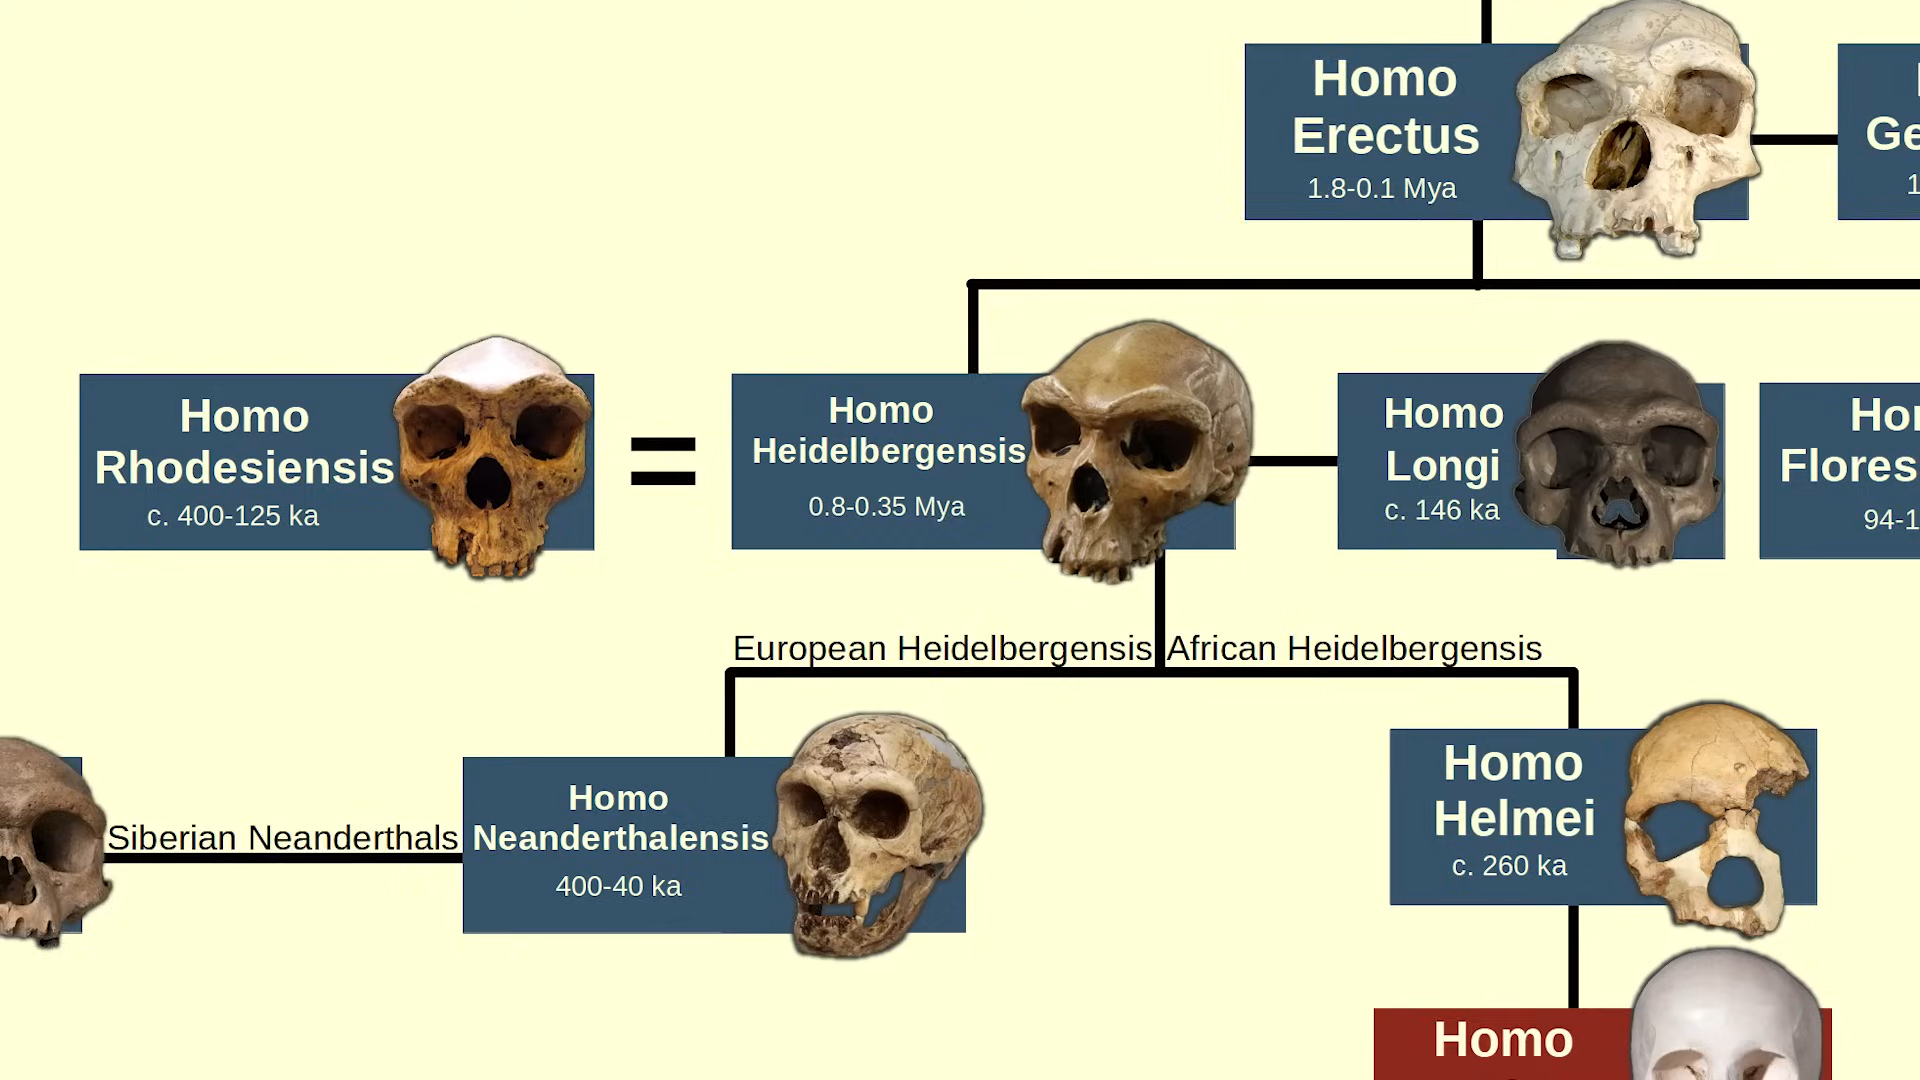 Homo
Erectus
1.8-0.1 Mya
Homo
Rhodesiensis
c. 400-125 ka
=
Homo
Heidelbergensis
0.8-0.35 Mya
Homo
Longi
c. 146 ka
European Heidelbergensis
African Heidelbergensis
Siberian Neanderthals
Homo
Neanderthalensis
400-40 ka
Homo
Helmei
c. 260 ka
Homo